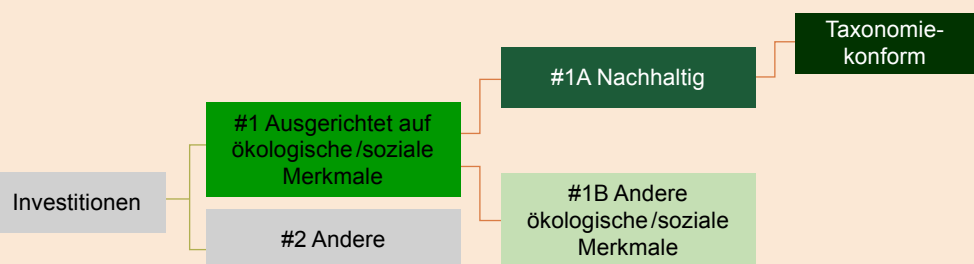 Investitionen
#1 Ausgerichtet auf
ökologische/soziale
Merkmale
#2 Andere
#1A Nachhaltig
#1B Andere
ökologische/soziale
Merkmale
Taxonomie-
konform